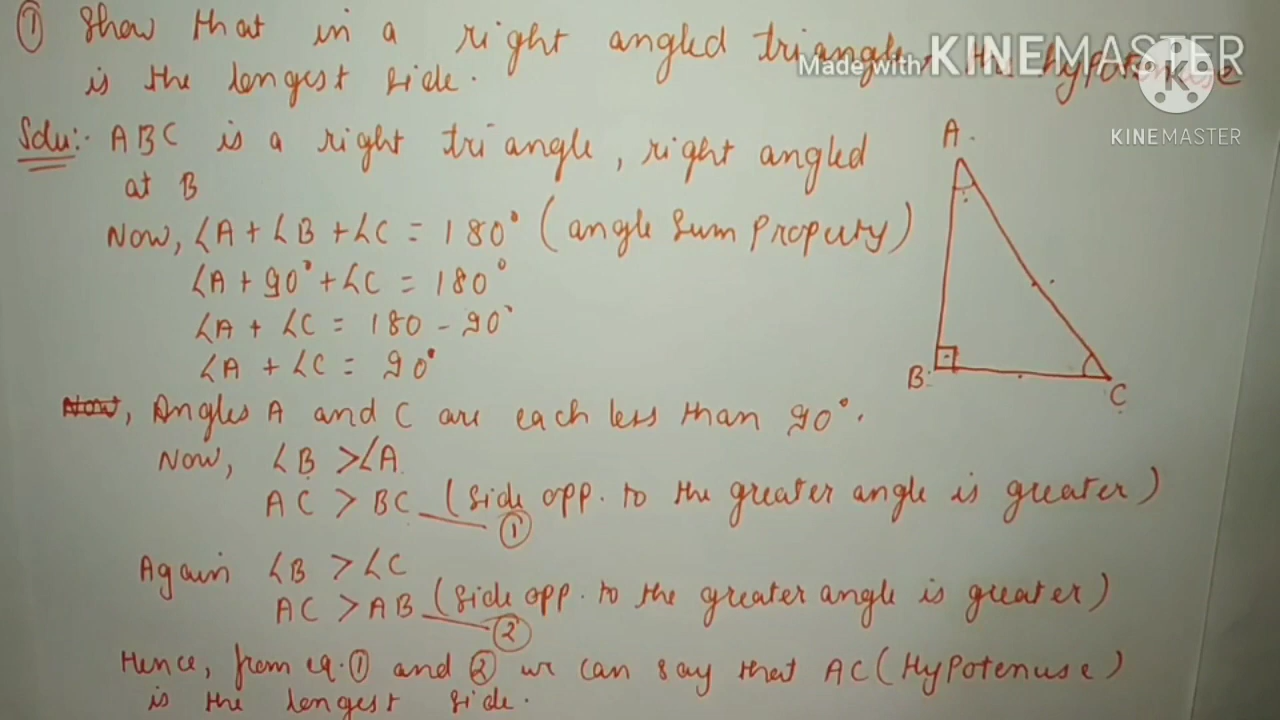 ① Show that in a right angled triangle, the hypotenuse
Made with KINEMASTER
is the longest side.
KINEMASTER
Solu:- ABC is a right triangle, right angled
at B
Now, ∠A + ∠B + ∠C = 180° (angle sum property)
∠A + 90° + ∠C = 180°
∠A + ∠C = 180 - 90°
∠A + ∠C = 90°
Now, Angles A and C are each less than 90°.
Now, ∠B > ∠A
AC > BC — ① (side opp. to the greater angle is greater)
Again ∠B > ∠C
AC > AB — ② (side opp. to the greater angle is greater)
Hence, from eq. ① and ② we can say that AC (Hypotenuse)
is the longest side.
A
B
C